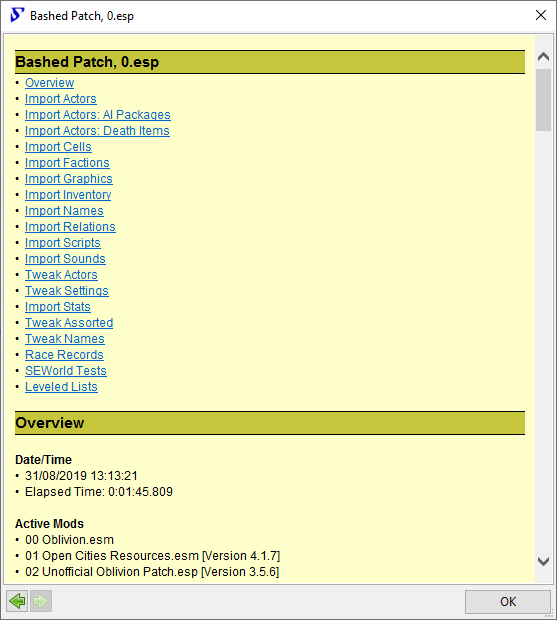 Bashed Patch, 0.esp
Bashed Patch, 0.esp
• Overview
• Import Actors
• Import Actors: AI Packages
• Import Actors: Death Items
• Import Cells
• Import Factions
• Import Graphics
• Import Inventory
• Import Names
• Import Relations
• Import Scripts
• Import Sounds
• Tweak Actors
• Tweak Settings
• Import Stats
• Tweak Assorted
• Tweak Names
• Race Records
• SEWorld Tests
• Leveled Lists
Overview
Date/Time
• 31/08/2019 13:13:21
• Elapsed Time: 0:01:45.809
Active Mods
• 00 Oblivion.esm
• 01 Open Cities Resources.esm [Version 4.1.7]
• 02 Unofficial Oblivion Patch.esp [Version 3.5.6]
OK